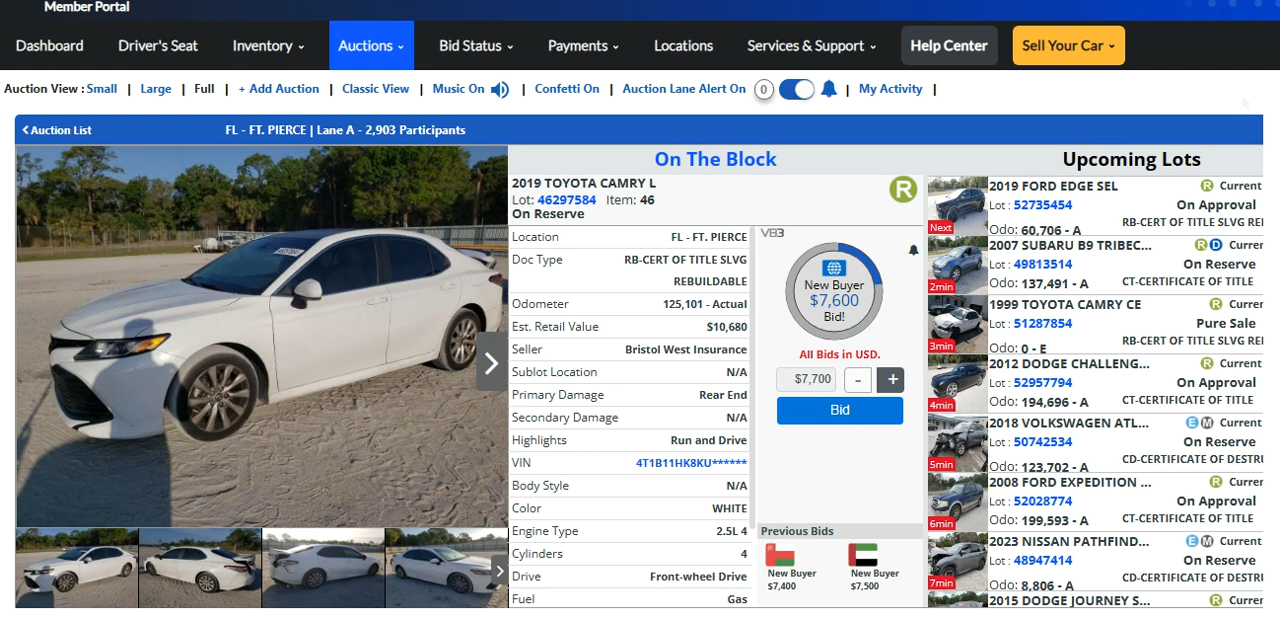 Member Portal
Dashboard Driver's Seat Inventory Auctions Bid Status Payments Locations Services & Support Help Center Sell Your Car
Auction View : Small | Large | Full | + Add Auction | Classic View | Music On | Confetti On | Auction Lane Alert On 0 | My Activity |
Auction List FL - FT. PIERCE | Lane A - 2,903 Participants
On The Block
2019 TOYOTA CAMRY L
Lot: 46297584 Item: 46
On Reserve
R
Location FL - FT. PIERCE
Doc Type RB-CERT OF TITLE SLVG
REBUILDABLE
Odometer 125,101 - Actual
Est. Retail Value $10,680
Seller Bristol West Insurance
Sublot Location N/A
Primary Damage Rear End
Secondary Damage N/A
Highlights Run and Drive
VIN 4T1B11HK8KU******
Body Style N/A
Color WHITE
Engine Type 2.5L 4
Cylinders 4
Drive Front-wheel Drive
Fuel Gas
VB3
New Buyer
$7,600
Bid!
All Bids in USD.
$7,700 - +
Bid
Previous Bids
New Buyer New Buyer
$7,400 $7,500
Upcoming Lots
2019 FORD EDGE SEL R Current
Lot : 52735454 On Approval
RB-CERT OF TITLE SLVG REI
Next Odo: 60,706 - A
2007 SUBARU B9 TRIBEC... R D Curren
Lot : 49813514 On Reserve
2min Odo: 137,491 - A CT-CERTIFICATE OF TITLE
1999 TOYOTA CAMRY CE R Curren
Lot : 51287854 Pure Sale
RB-CERT OF TITLE SLVG REI
3min Odo: 0 - E
2012 DODGE CHALLENG... R Current
Lot : 52957794 On Approval
4min Odo: 194,696 - A CT-CERTIFICATE OF TITLE
2018 VOLKSWAGEN ATL... E M Current
Lot : 50742534 On Reserve
CD-CERTIFICATE OF DESTRU
5min Odo: 123,702 - A
2008 FORD EXPEDITION ... R Curren
Lot : 52028774 On Approval
6min Odo: 199,593 - A CT-CERTIFICATE OF TITLE
2023 NISSAN PATHFIND... E M Current
Lot : 48947414 On Reserve
CD-CERTIFICATE OF DESTRU
7min Odo: 8,806 - A
2015 DODGE JOURNEY S... R Curren